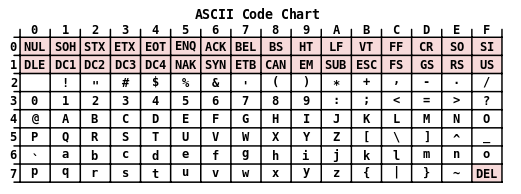 ASCII Code Chart
0 1 2 3 4 5 6 7 8 9 A B C D E F
0 NUL SOH STX ETX EOT ENQ ACK BEL BS HT LF VT FF CR SO SI
1 DLE DC1 DC2 DC3 DC4 NAK SYN ETB CAN EM SUB ESC FS GS RS US
2 ! " # $ % & ' ( ) * + , - . /
3 0 1 2 3 4 5 6 7 8 9 : ; < = > ?
4 @ A B C D E F G H I J K L M N O
5 P Q R S T U V W X Y Z [ \ ] ^ _
6 ` a b c d e f g h i j k l m n o
7 p q r s t u v w x y z { | } ~ DEL